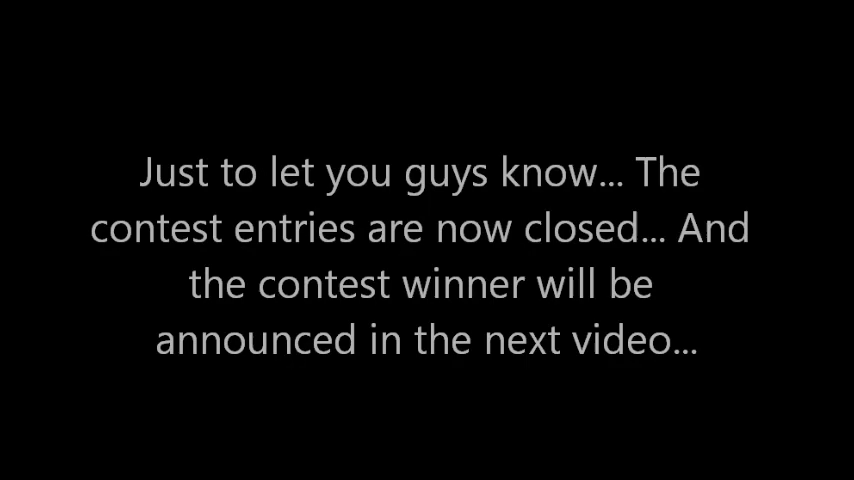 Just to let you guys know... The
contest entries are now closed... And
the contest winner will be
announced in the next video...